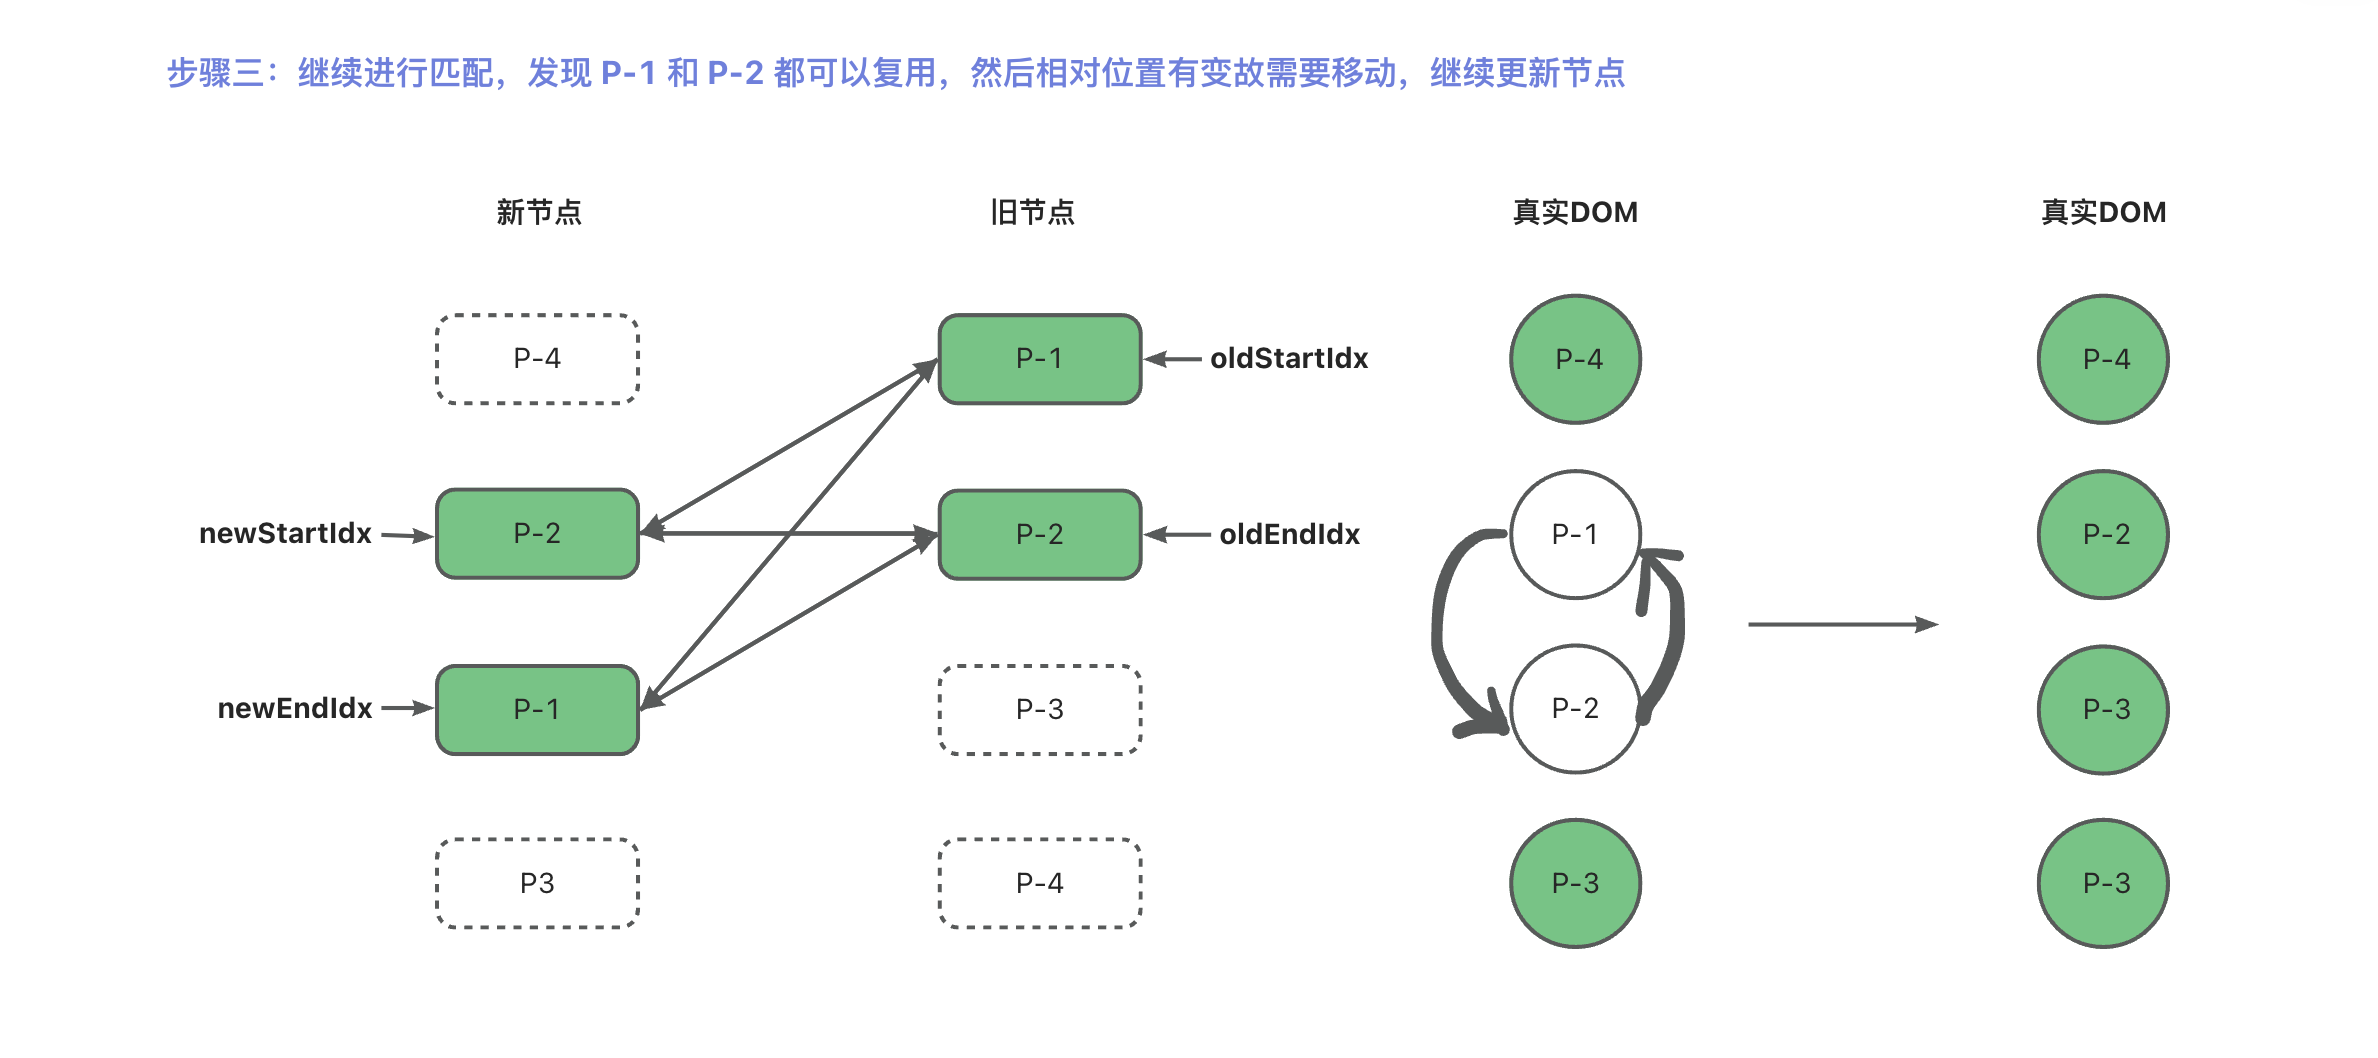 步骤三：继续进行匹配，发现 P-1 和 P-2 都可以复用，然后相对位置有变故需要移动，继续更新节点
新节点
旧节点
真实DOM
真实DOM
P-4
P-1
oldStartIdx
P-4
P-4
newStartIdx
P-2
P-2
oldEndIdx
P-1
P-2
newEndIdx
P-1
P-3
P-2
P-3
P3
P-4
P-3
P-3